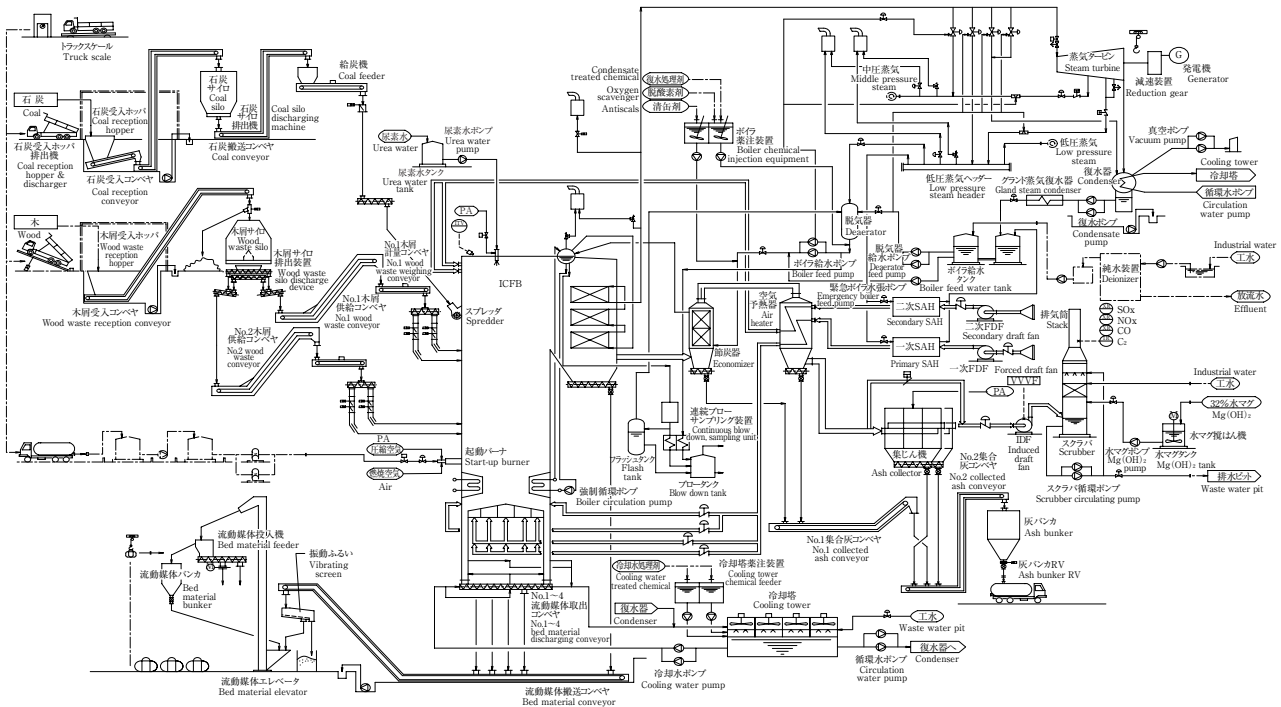 トラックスケール
Truck scale
石炭
Coal
石炭受入ホッパ
Coal reception
hopper
石炭受入ホッパ
排出機
Coal reception
hopper &
discharger
石炭受入コンベヤ
Coal reception
conveyor
石炭
サイロ
Coal
silo
石炭
サイロ
排出機
Coal silo
discharging
machine
石炭搬送コンベヤ
Coal conveyor
給炭機
Coal feeder
木
Wood
木屑受入ホッパ
Wood waste
reception
hopper
木屑受入コンベヤ
Wood waste reception conveyor
木屑サイロ
Wood
waste silo
木屑サイロ
排出装置
Wood waste
silo discharge
device
No.1木屑
計量コンベヤ
No.1 wood
waste weighing
conveyor
No.1木屑
供給コンベヤ
No.1 wood
waste conveyor
No.2木屑
供給コンベヤ
No.2 wood
waste
conveyor
尿素水
Urea water
尿素水ポンプ
Urea water
pump
尿素水タンク
Urea water
tank
PA
ICFB
スプレッダ
Spredder
PA
圧縮空気
燃焼空気
Air
起動バーナ
Start-up burner
強制循環ポンプ
Boiler circulation pump
流動媒体投入機
Bed material feeder
流動媒体バンカ
Bed
material
bunker
振動ふるい
Vibrating
screen
流動媒体エレベータ
Bed material elevator
No.1～4
流動媒体取出
コンベヤ
No.1～4
bed material
discharging conveyor
流動媒体搬送コンベヤ
Bed material conveyor
Condensate
treated chemical
復水処理剤
Oxygen
scavenger
脱酸素剤
Antiscals
清缶剤
ボイラ
薬注装置
Boiler chemical
injection equipment
中圧蒸気
Middle pressure
steam
蒸気タービン
Steam turbine
減速装置
Reduction gear
G
発電機
Generator
低圧蒸気ヘッダー
Low pressure
steam header
低圧蒸気
Low pressure
steam
グランド蒸気復水器
Gland steam condenser
復水器
Condenser
真空ポンプ
Vacuum pump
Cooling tower
冷却塔
循環水ポンプ
Circulation
water pump
復水ポンプ
Condensate
pump
脱気器
Deaerator
脱気器
給水ポンプ
Deaerator
feed pump
ボイラ給水ポンプ
Boiler feed pump
緊急ボイラ水張ポンプ
Emergency boiler
feed pump
ボイラ給水
タンク
Boiler feed water tank
Industrial water
工水
純水装置
Deionizer
放流水
Effluent
空気
予熱器
Air
heater
二次SAH
Secondary SAH
二次FDF
Secondary draft fan
一次SAH
Primary SAH
一次FDF
Forced draft fan
VVVF
PA
排気筒
Stack
SOx
NOx
CO
C₂
Industrial water
工水
32%水マグ
Mg(OH)₂
水マグ攪はん機
水マグポンプ
Mg(OH)₂
pump
水マグタンク
Mg(OH)₂ tank
節炭器
Economizer
連続ブロー
サンプリング装置
Continuous blow
down, sampling unit
フラッシュタンク
Flash
tank
ブロータンク
Blow down tank
集じん機
Ash collector
IDF
Induced
draft
fan
スクラバ
Scrubber
スクラバ循環ポンプ
Scrubber circulating pump
排水ピット
Waste water pit
No.2集合
灰コンベヤ
No.2 collected
ash conveyor
No.1集合灰コンベヤ
No.1 collected
ash conveyor
灰バンカ
Ash bunker
灰バンカRV
Ash bunker RV
冷却水処理剤
Cooling water
treated chemical
冷却塔薬注装置
Cooling tower
chemical feeder
復水器
Condenser
冷却塔
Cooling tower
工水
Waste water pit
冷却水ポンプ
Cooling water pump
循環水ポンプ
Circulation
water pump
復水器へ
Condenser